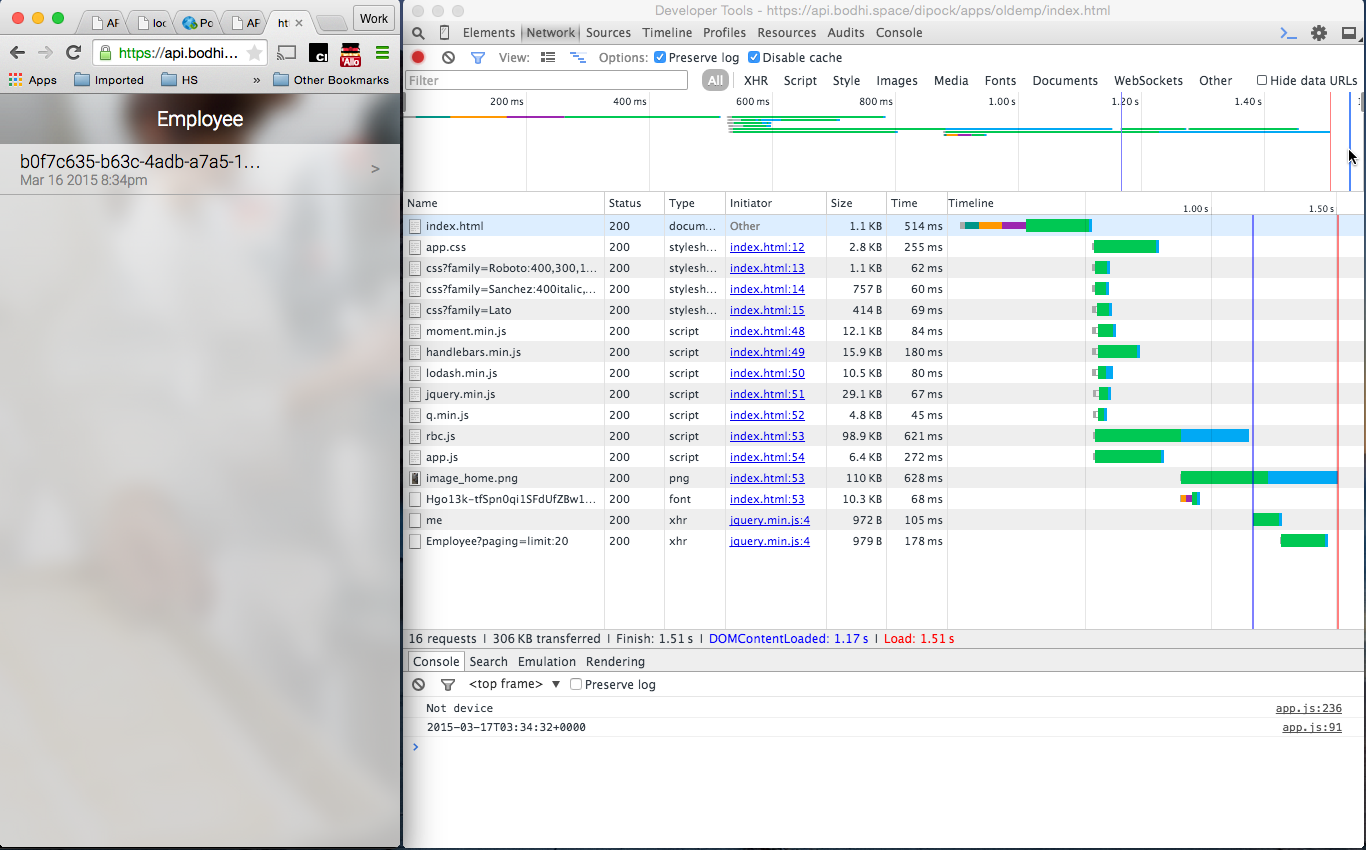 Developer Tools - https://api.bodhi.space/dipock/apps/oldemp/index.html
AF loc Po AF ht Work
https://api.bodhi...
Apps Imported HS » Other Bookmarks
Employee
b0f7c635-b63c-4adb-a7a5-1...
Mar 16 2015 8:34pm
>
Elements Network Sources Timeline Profiles Resources Audits Console
View: Options: Preserve log Disable cache
Filter All XHR Script Style Images Media Fonts Documents WebSockets Other Hide data URLs
200 ms 400 ms 600 ms 800 ms 1.00 s 1.20 s 1.40 s
Name Status Type Initiator Size Time Timeline 1.00 s 1.50 s
index.html 200 docum... Other 1.1 KB 514 ms
app.css 200 stylesh... index.html:12 2.8 KB 255 ms
css?family=Roboto:400,300,1... 200 stylesh... index.html:13 1.1 KB 62 ms
css?family=Sanchez:400italic,... 200 stylesh... index.html:14 757 B 60 ms
css?family=Lato 200 stylesh... index.html:15 414 B 69 ms
moment.min.js 200 script index.html:48 12.1 KB 84 ms
handlebars.min.js 200 script index.html:49 15.9 KB 180 ms
lodash.min.js 200 script index.html:50 10.5 KB 80 ms
jquery.min.js 200 script index.html:51 29.1 KB 67 ms
q.min.js 200 script index.html:52 4.8 KB 45 ms
rbc.js 200 script index.html:53 98.9 KB 621 ms
app.js 200 script index.html:54 6.4 KB 272 ms
image_home.png 200 png index.html:53 110 KB 628 ms
Hgo13k-tfSpn0qi1SFdUfZBw1... 200 font index.html:53 10.3 KB 68 ms
me 200 xhr jquery.min.js:4 972 B 105 ms
Employee?paging=limit:20 200 xhr jquery.min.js:4 979 B 178 ms
16 requests | 306 KB transferred | Finish: 1.51 s | DOMContentLoaded: 1.17 s | Load: 1.51 s
Console Search Emulation Rendering
<top frame> ▼ Preserve log
Not device app.js:236
2015-03-17T03:34:32+0000 app.js:91
>